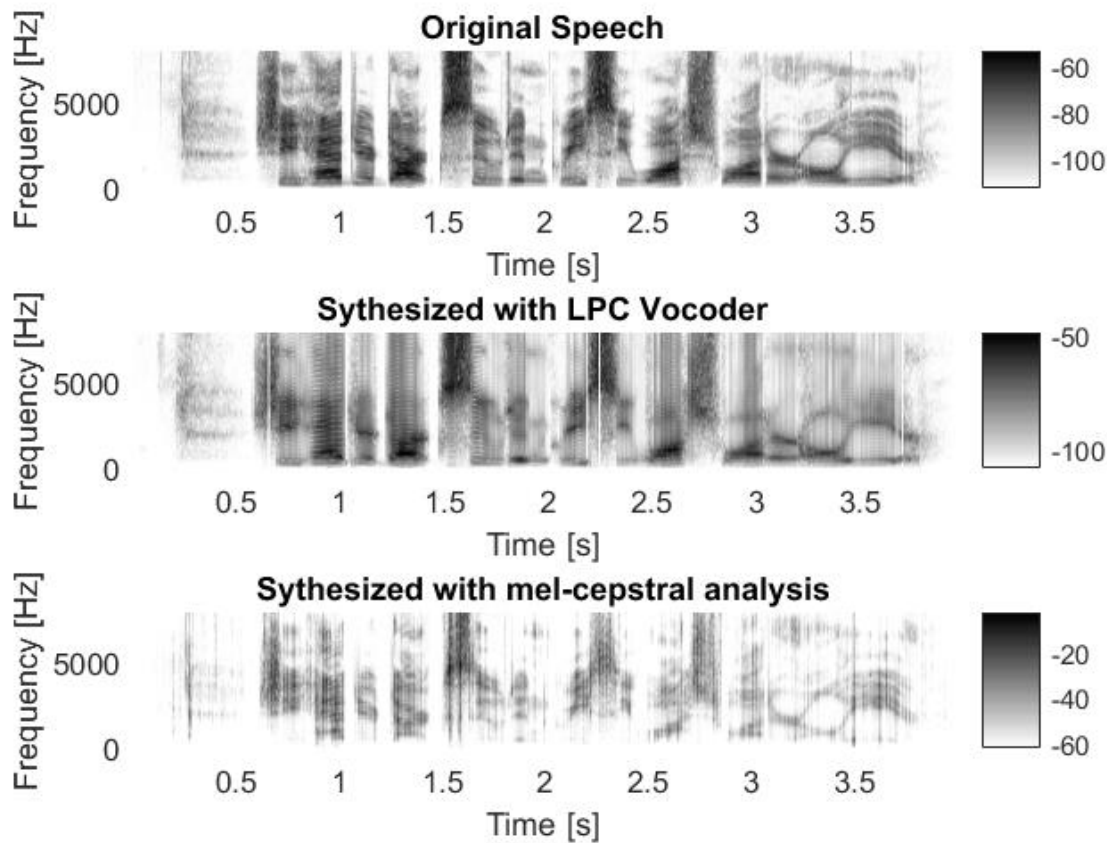 Original Speech
Frequency [Hz]
5000
0
0.5 1 1.5 2 2.5 3 3.5
Time [s]
-60
-80
-100
Sythesized with LPC Vocoder
Frequency [Hz]
5000
0
0.5 1 1.5 2 2.5 3 3.5
Time [s]
-50
-100
Sythesized with mel-cepstral analysis
Frequency [Hz]
5000
0
0.5 1 1.5 2 2.5 3 3.5
Time [s]
-20
-40
-60